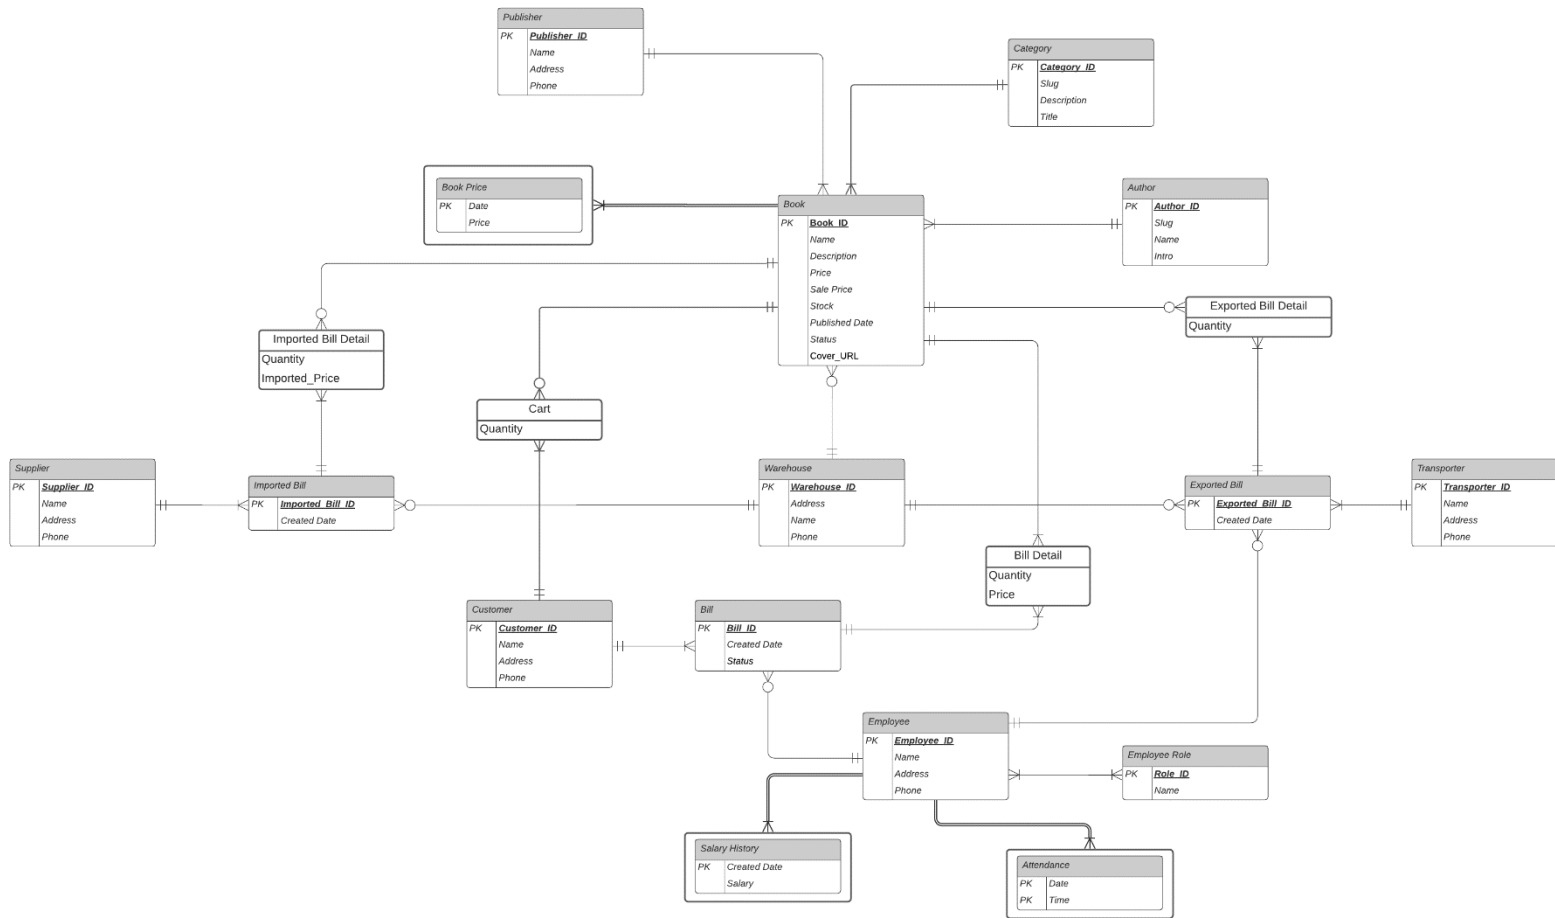 Publisher
PK Publisher_ID
Name
Address
Phone
Category
PK Category_ID
Slug
Description
Title
Book Price
PK Date
Price
Book
PK Book_ID
Name
Description
Price
Sale Price
Stock
Published Date
Status
Cover_URL
Author
PK Author_ID
Slug
Name
Intro
Imported Bill Detail
Quantity
Imported_Price
Exported Bill Detail
Quantity
Cart
Quantity
Supplier
PK Supplier_ID
Name
Address
Phone
Imported Bill
PK Imported_Bill_ID
Created Date
Warehouse
PK Warehouse_ID
Address
Name
Phone
Exported Bill
PK Exported_Bill_ID
Created Date
Transporter
PK Transporter_ID
Name
Address
Phone
Bill Detail
Quantity
Price
Customer
PK Customer_ID
Name
Address
Phone
Bill
PK Bill_ID
Created Date
Status
Employee
PK Employee_ID
Name
Address
Phone
Employee Role
PK Role_ID
Name
Salary History
PK Created Date
Salary
Attendance
PK Date
PK Time